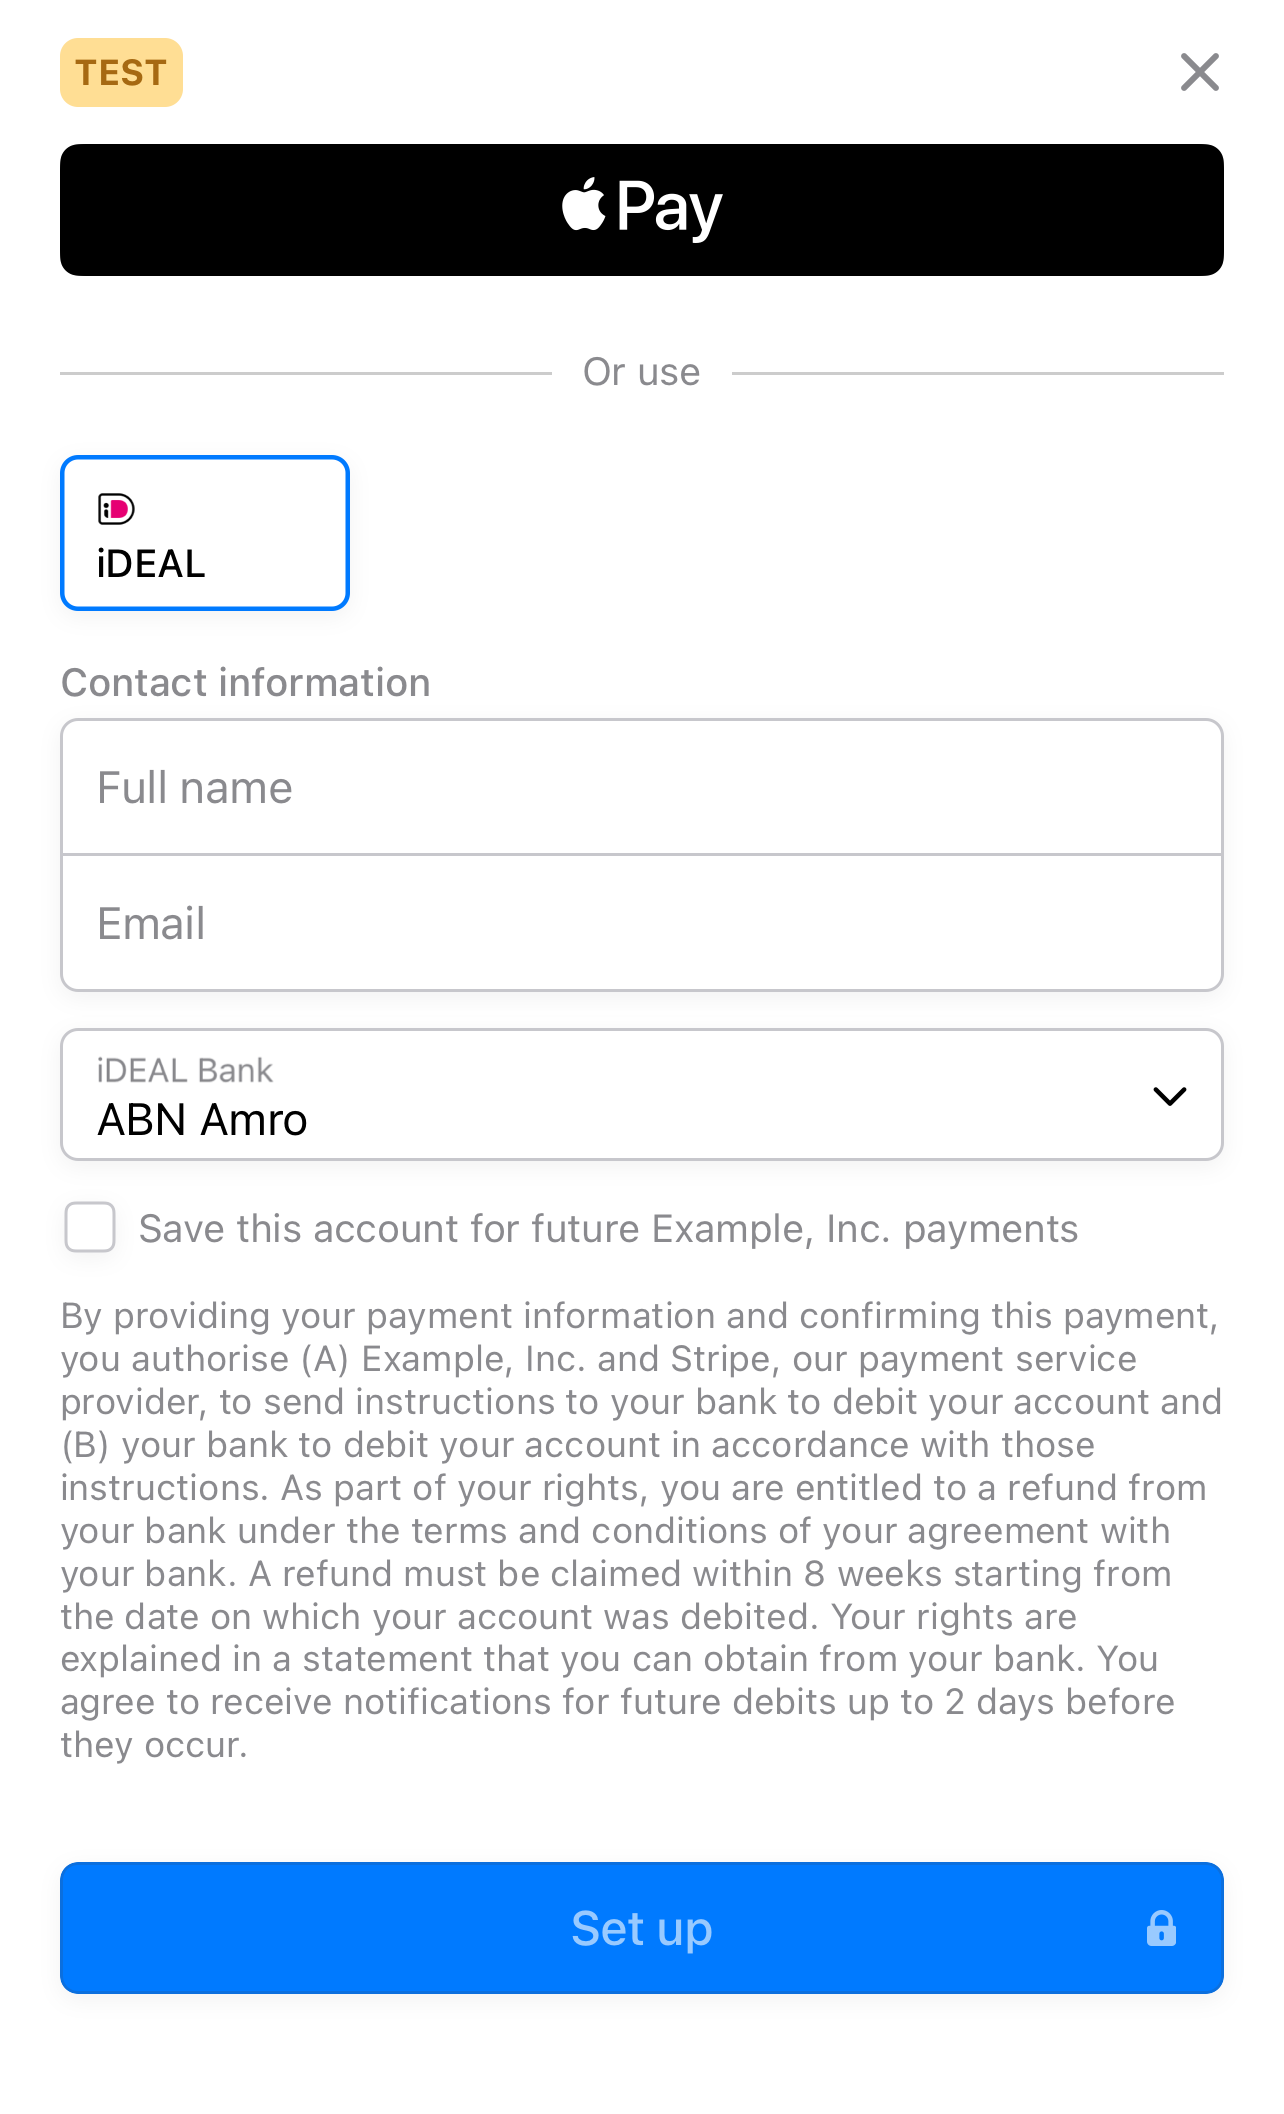 TEST
Pay
Or use
iD
iDEAL
Contact information
Full name
Email
iDEAL Bank
ABN Amro
Save this account for future Example, Inc. payments
By providing your payment information and confirming this payment,
you authorise (A) Example, Inc. and Stripe, our payment service
provider, to send instructions to your bank to debit your account and
(B) your bank to debit your account in accordance with those
instructions. As part of your rights, you are entitled to a refund from
your bank under the terms and conditions of your agreement with
your bank. A refund must be claimed within 8 weeks starting from
the date on which your account was debited. Your rights are
explained in a statement that you can obtain from your bank. You
agree to receive notifications for future debits up to 2 days before
they occur.
Set up